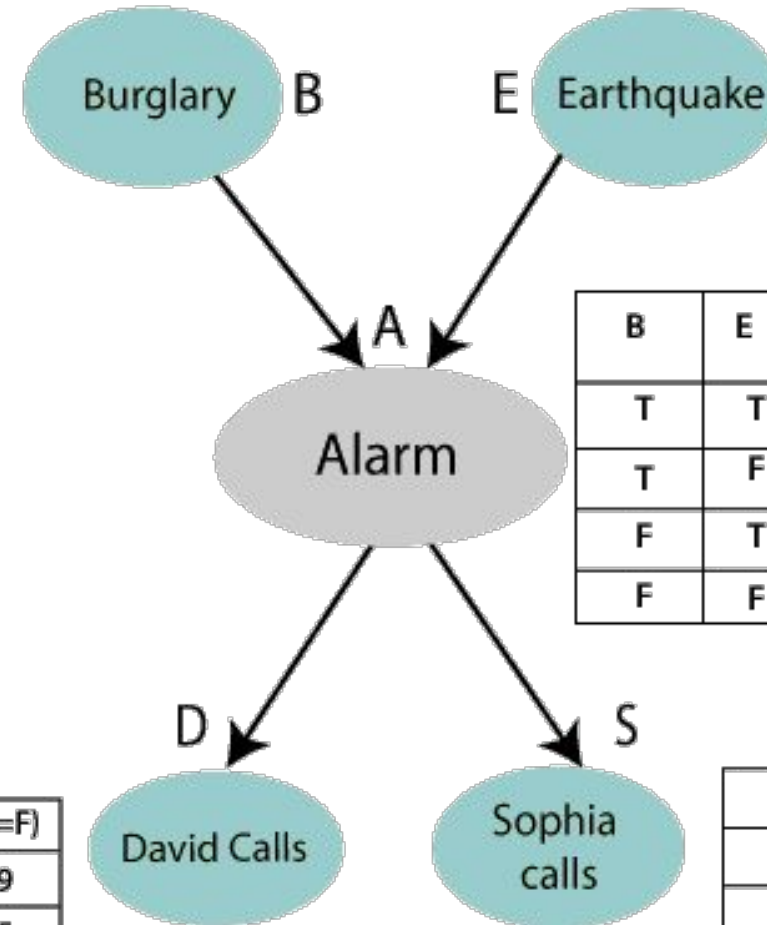 Burglary B
E Earthquake
A
Alarm
B E
T T
T F
F T
F F
D
S
=F)
9
David Calls
Sophia
calls